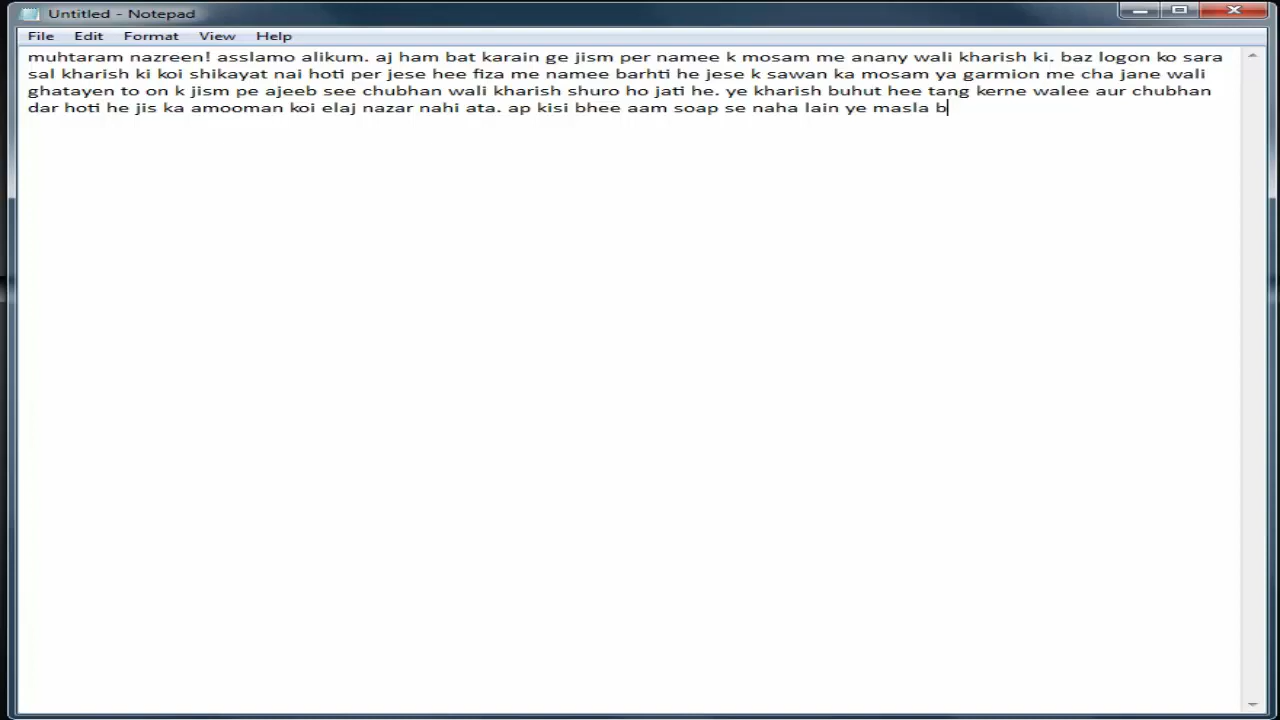 Untitled - Notepad
File Edit Format View Help
muhtaram nazreen! asslamo alikum. aj ham bat karain ge jism per namee k mosam me anany wali kharish ki. baz logon ko sara
sal kharish ki koi shikayat nai hoti per jese hee fiza me namee barhti he jese k sawan ka mosam ya garmion me cha jane wali
ghatayen to on k jism pe ajeeb see chubhan wali kharish shuro ho jati he. ye kharish buhut hee tang kerne walee aur chubhan
dar hoti he jis ka amooman koi elaj nazar nahi ata. ap kisi bhee aam soap se naha lain ye masla b